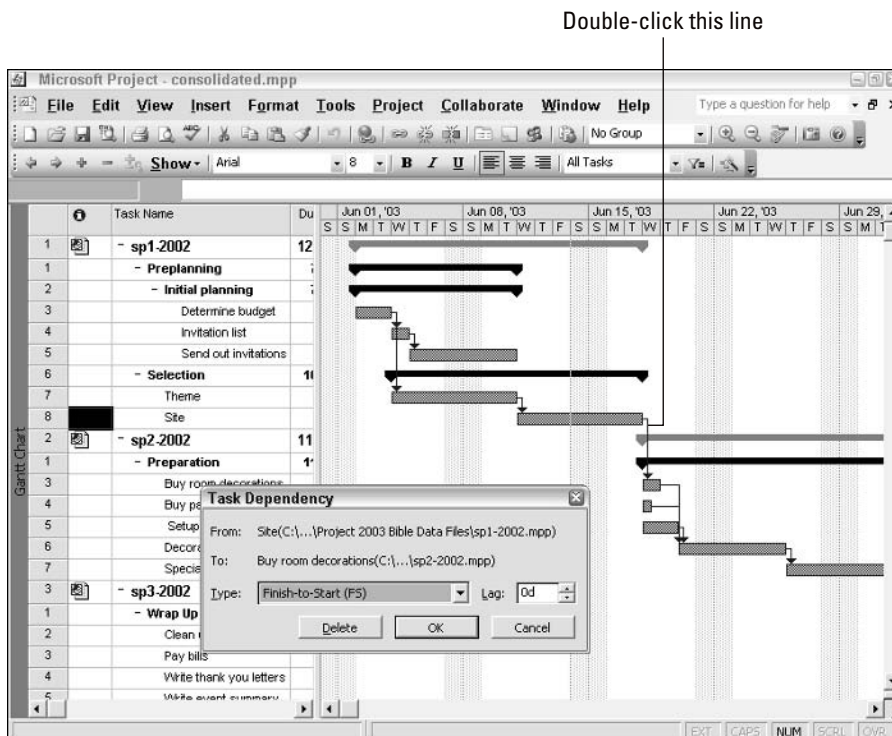 Double-click this line
Microsoft Project - consolidated.mpp
File Edit View Insert Format Tools Project Collaborate Window Help Type a question for help
No Group
Show Arial 8 B I U All Tasks
Task Name Du Jun 01, '03 Jun 08, '03 Jun 15, '03 Jun 22, '03 Jun 29,
S S M T W T F S S M T W T F S S M T W T F S S M T W T F S S M T
1 - sp1-2002 12
1 - Preplanning
2 - Initial planning
3 Determine budget
4 Invitation list
5 Send out invitations
6 - Selection 10
7 Theme
8 Site
2 - sp2-2002 11
1 - Preparation
3 Buy room decorations
4 Buy
5 Setup
6
7
3 - sp3-2002
1 - Wrap Up
2 Clean
3 Pay bills
4 Write thank you letters
5 Write event summary
Gantt Chart
Task Dependency
From: Site(C:\...\Project 2003 Bible Data Files\sp1-2002.mpp)
To: Buy room decorations(C:\...\sp2-2002.mpp)
Type: Finish-to-Start (FS) Lag: 0d
Delete OK Cancel
EXT CAPS NUM SCRL OVR